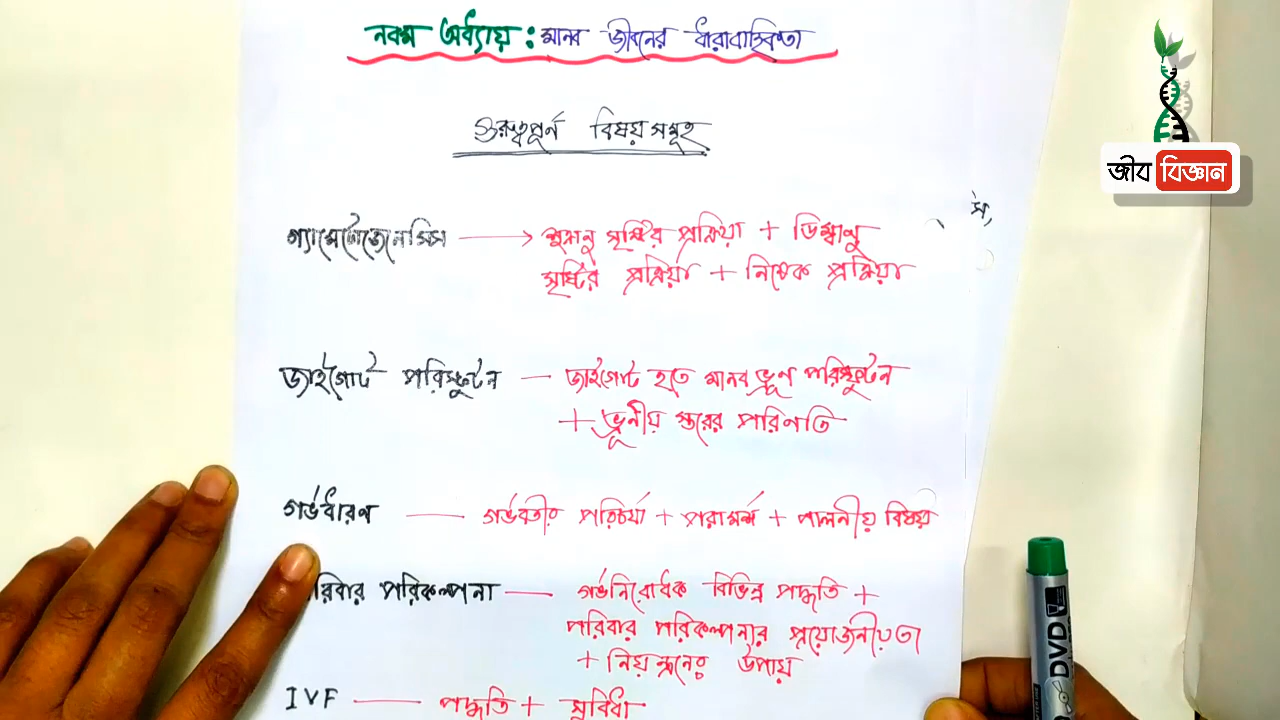 নবম অধ্যায়: মানব জীবনের ধারাবাহিকতা
গুরুত্বপূর্ন বিষয়সমূহ
জীব বিজ্ঞান
গ্যামেটোজেনেসিস → শুক্রানু সৃষ্টির প্রক্রিয়া + ডিম্বাণু
সৃষ্টির প্রক্রিয়া + নিষেক প্রক্রিয়া
জাইগোট পরিস্ফুটন — জাইগোট হতে মানব ভ্রূণ পরিস্ফুটন
+ ভ্রূনীয় স্তরের পরিণতি
গর্ভধারণ — গর্ভবতীর পরিচর্যা + পরামর্শ + পালনীয় বিষয়
রিবার পরিকল্পনা — গর্ভনিরোধক বিভিন্ন পদ্ধতি +
পরিবার পরিকল্পনার প্রয়োজনীয়তা
+ নিয়ন্ত্রনের উপায়
IVF — পদ্ধতি + সুবিধা
DVD